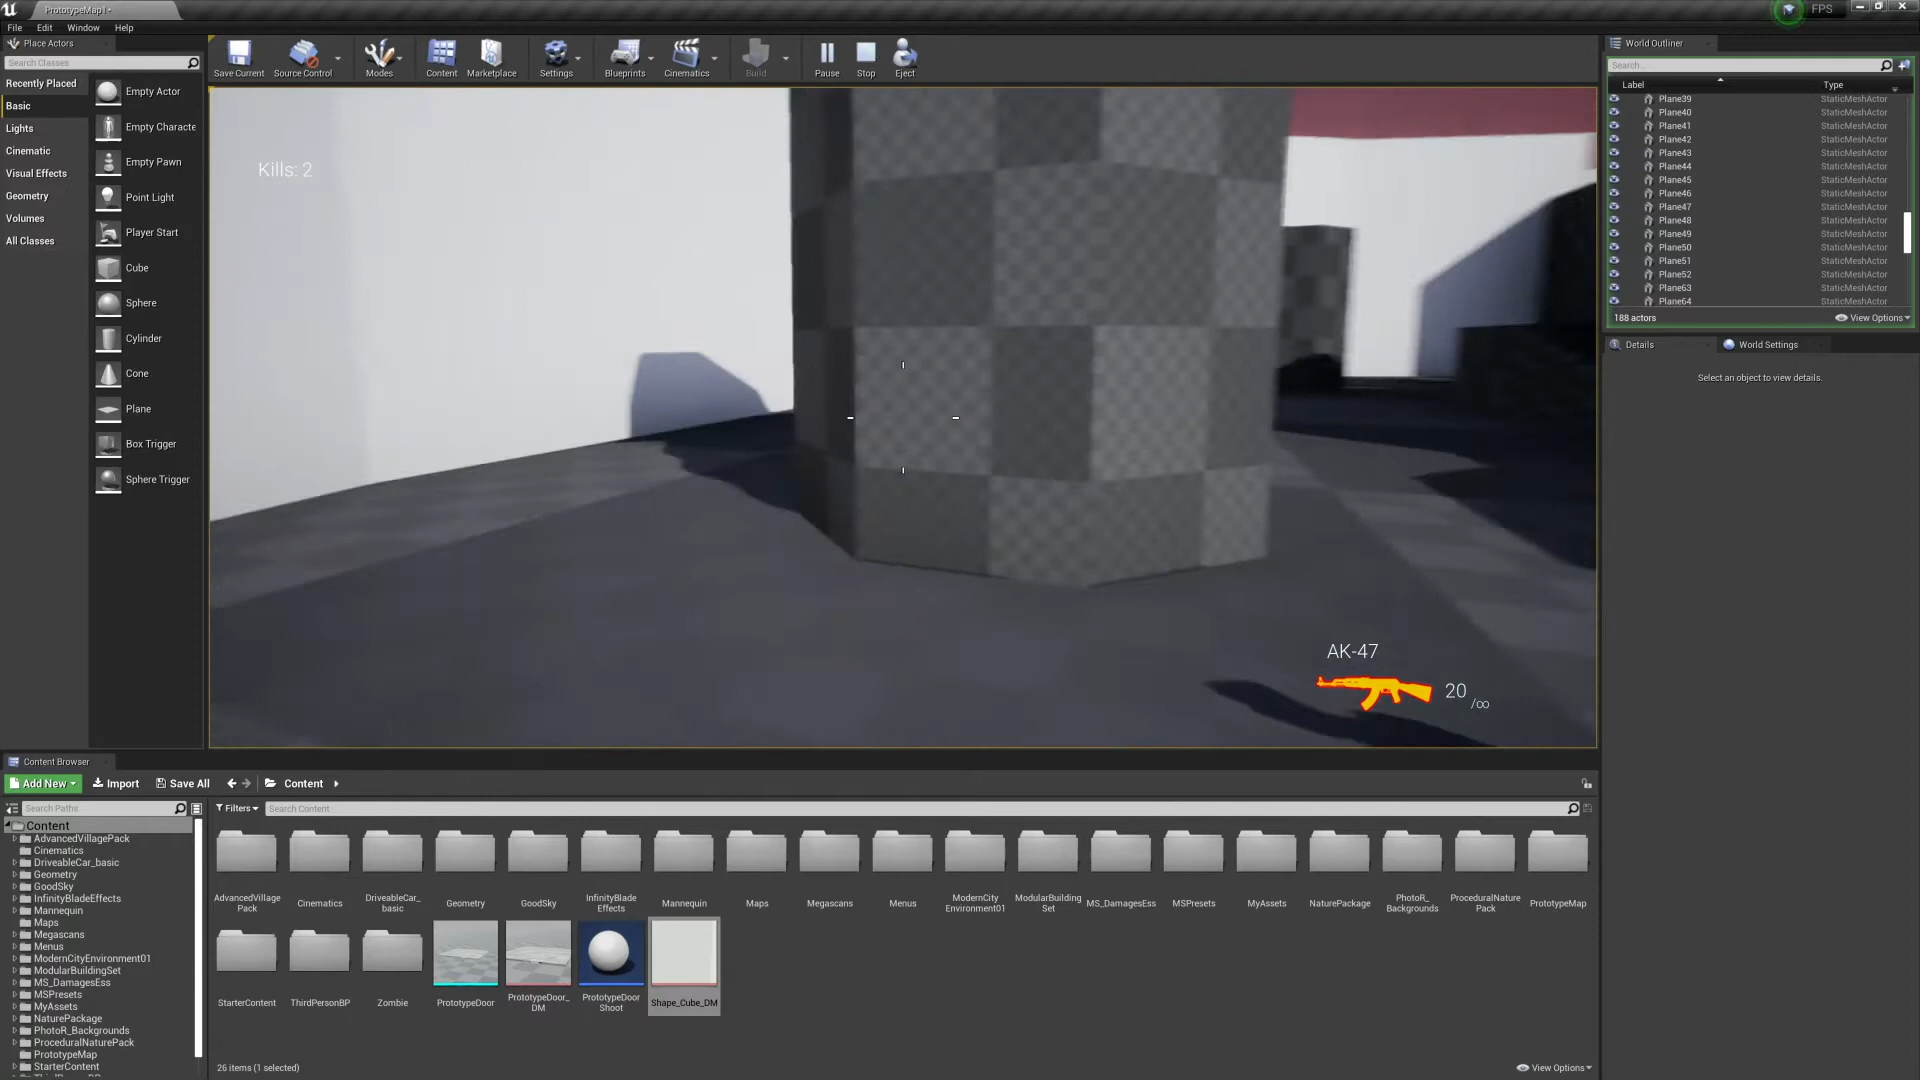 PrototypeMap1•
FPS
File Edit Window Help
Place Actors
Search Classes
Recently Placed
Basic
Lights
Cinematic
Visual Effects
Geometry
Volumes
All Classes
Empty Actor
Empty Characte
Empty Pawn
Point Light
Player Start
Cube
Sphere
Cylinder
Cone
Plane
Box Trigger
Sphere Trigger
Save Current Source Control Modes Content Marketplace Settings Blueprints Cinematics Build Pause Stop Eject
Kills: 2
AK-47
20 /∞
World Outliner
Search...
Label Type
Plane39 StaticMeshActor
Plane40 StaticMeshActor
Plane41 StaticMeshActor
Plane42 StaticMeshActor
Plane43 StaticMeshActor
Plane44 StaticMeshActor
Plane45 StaticMeshActor
Plane46 StaticMeshActor
Plane47 StaticMeshActor
Plane48 StaticMeshActor
Plane49 StaticMeshActor
Plane50 StaticMeshActor
Plane51 StaticMeshActor
Plane52 StaticMeshActor
Plane63 StaticMeshActor
Plane64 StaticMeshActor
188 actors View Options
Details World Settings
Select an object to view details.
Content Browser
Add New Import Save All Content
Search Paths
Filters Search Content
Content
AdvancedVillagePack
Cinematics
DriveableCar_basic
Geometry
GoodSky
InfinityBladeEffects
Mannequin
Maps
Megascans
Menus
ModernCityEnvironment01
ModularBuildingSet
MS_DamagesEss
MSPresets
MyAssets
NaturePackage
PhotoR_Backgrounds
ProceduralNaturePack
PrototypeMap
StarterContent
AdvancedVillage
Pack
Cinematics
DriveableCar_
basic
Geometry
GoodSky
InfinityBlade
Effects
Mannequin
Maps
Megascans
Menus
ModernCity
Environment01
ModularBuilding
Set
MS_DamagesEss
MSPresets
MyAssets
NaturePackage
PhotoR_
Backgrounds
ProceduralNature
Pack
PrototypeMap
StarterContent
ThirdPersonBP
Zombie
PrototypeDoor
PrototypeDoor_
DM
PrototypeDoor
Shoot
Shape_Cube_DM
26 items (1 selected) View Options